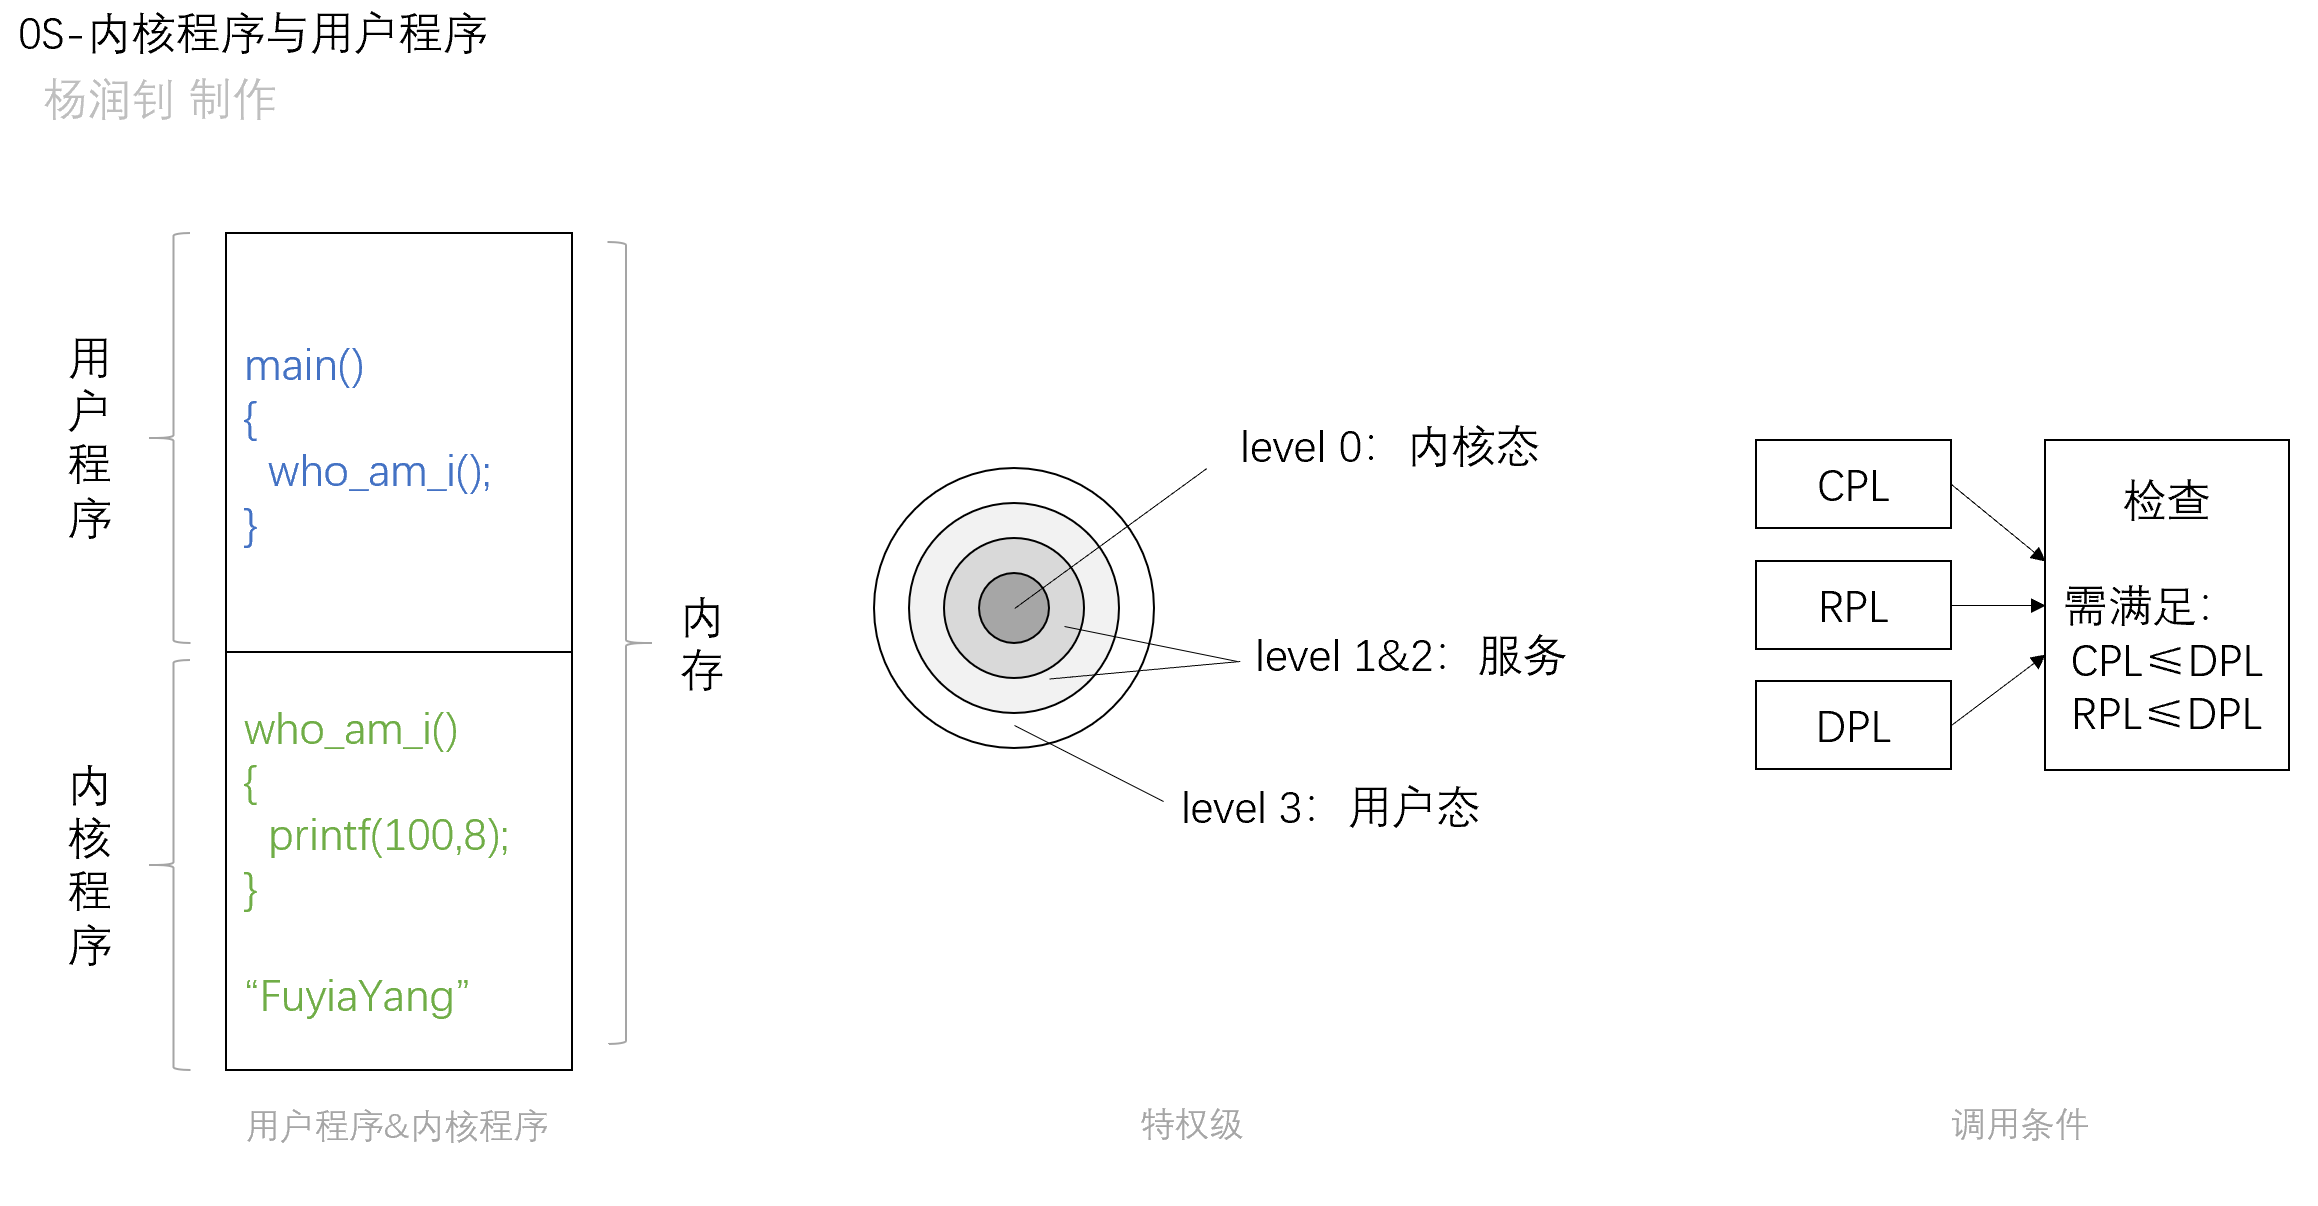 OS-内核程序与用户程序
杨润钊 制作
用户程序
main()
{
who_am_i();
}
内核程序
who_am_i()
{
printf(100,8);
}
“FuyiaYang”
内存
用户程序&内核程序
level 0：内核态
level 1&2：服务
level 3：用户态
特权级
CPL
RPL
DPL
检查
需满足：
CPL≤DPL
RPL≤DPL
调用条件